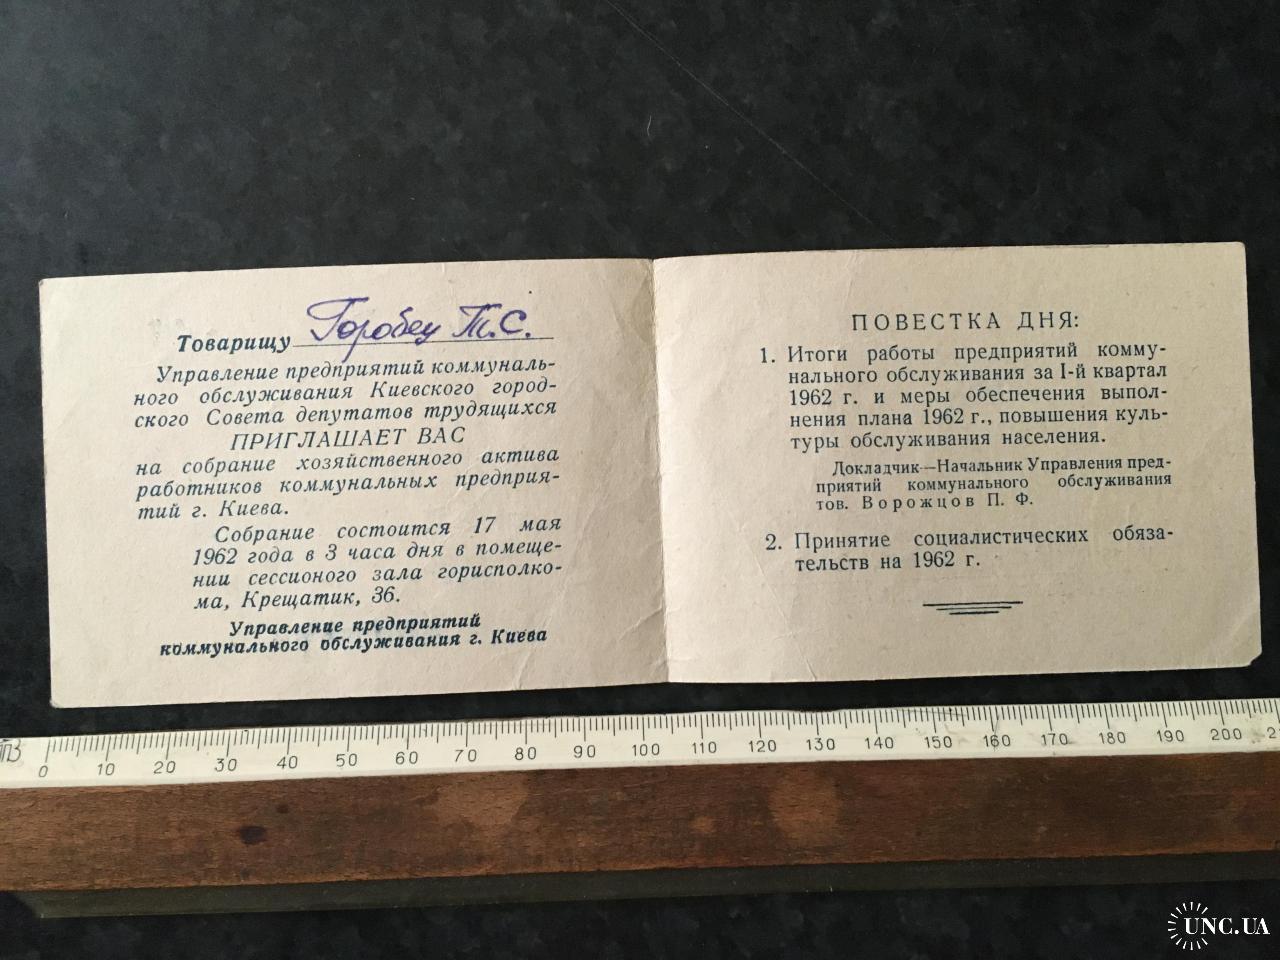 Товарищу Горобец Т.С.
Управление предприятий коммуналь-
ного обслуживания Киевского город-
ского Совета депутатов трудящихся
ПРИГЛАШАЕТ ВАС
на собрание хозяйственного актива
работников коммунальных предприя-
тий г. Киева.
Собрание состоится 17 мая
1962 года в 3 часа дня в помеще-
нии сессионого зала горисполко-
ма, Крещатик, 36.
Управление предприятий
коммунального обслуживания г. Киева
ПОВЕСТКА ДНЯ:
1. Итоги работы предприятий комму-
нального обслуживания за I-й квартал
1962 г. и меры обеспечения выпол-
нения плана 1962 г., повышения куль-
туры обслуживания населения.
Докладчик—Начальник Управления пред-
приятий коммунального обслуживания
тов. Ворожцов П. Ф.
2. Принятие социалистических обяза-
тельств на 1962 г.
0 10 20 30 40 50 60 70 80 90 100 110 120 130 140 150 160 170 180 190 200
UNC.UA